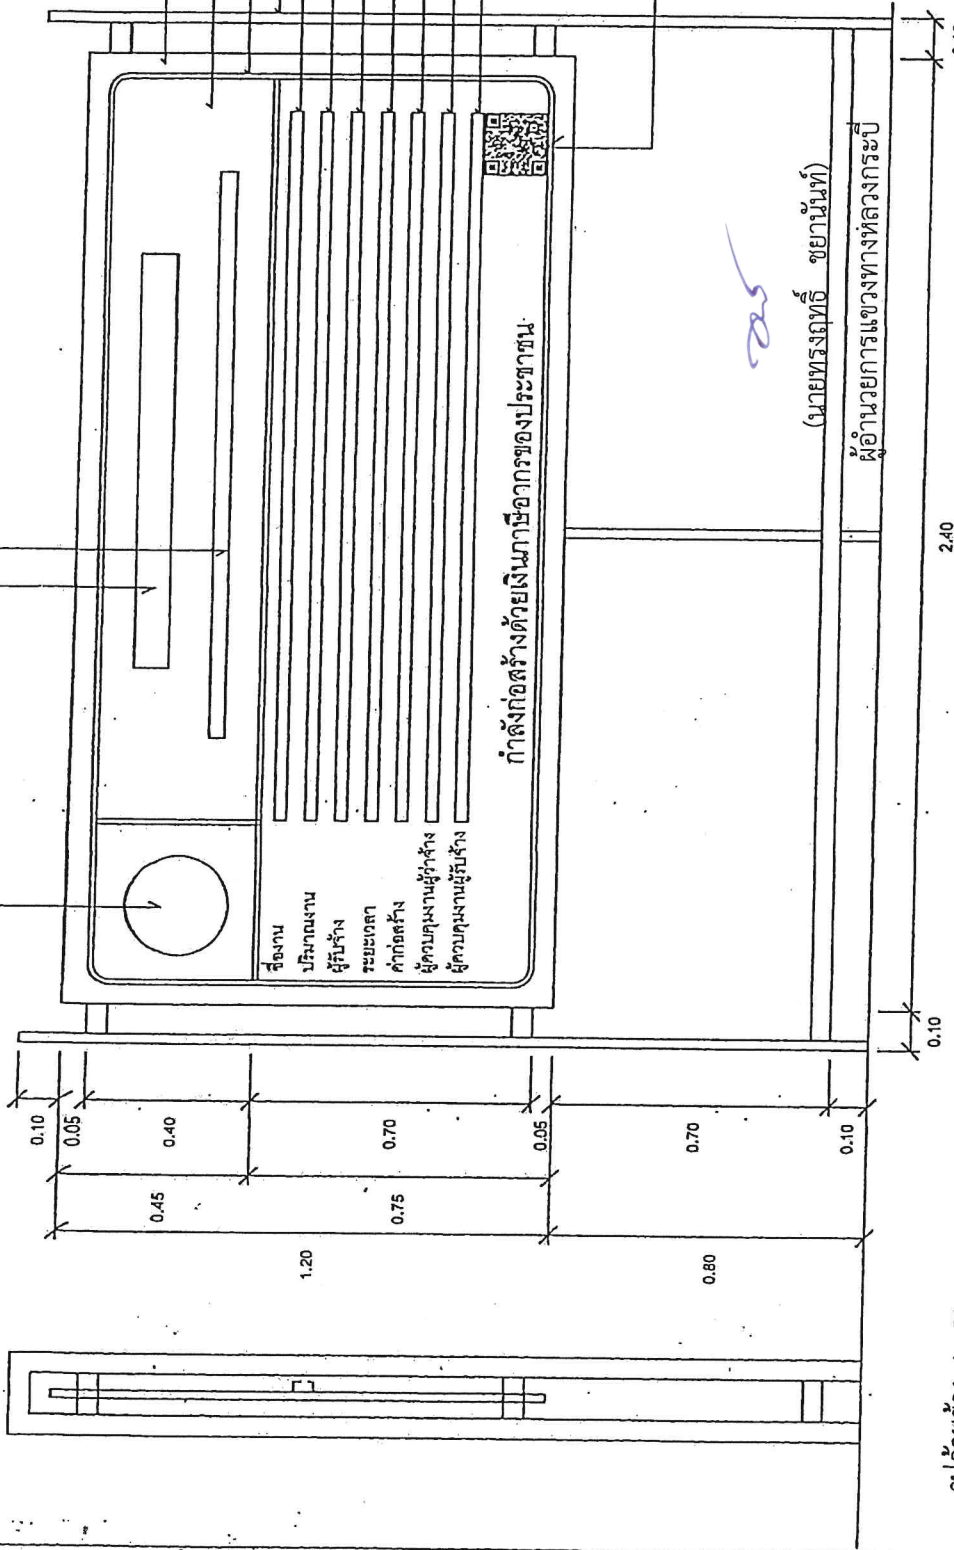 ชื่องาน
ปริมาณงาน
ผู้รับจ้าง
ระยะเวลา
ค่าก่อสร้าง
ผู้ควบคุมงานผู้ว่าจ้าง
ผู้ควบคุมงานผู้รับจ้าง
กำลังก่อสร้างด้วยเงินภาษีอากรของประชาชน
(นายทรงฤทธิ์ ชยานันท์)
ผู้อำนวยการแขวงทางหลวงกระบี่
0.10
0.05
0.40
0.70
0.05
0.70
0.10
0.45
0.75
1.20
0.80
0.10
2.40